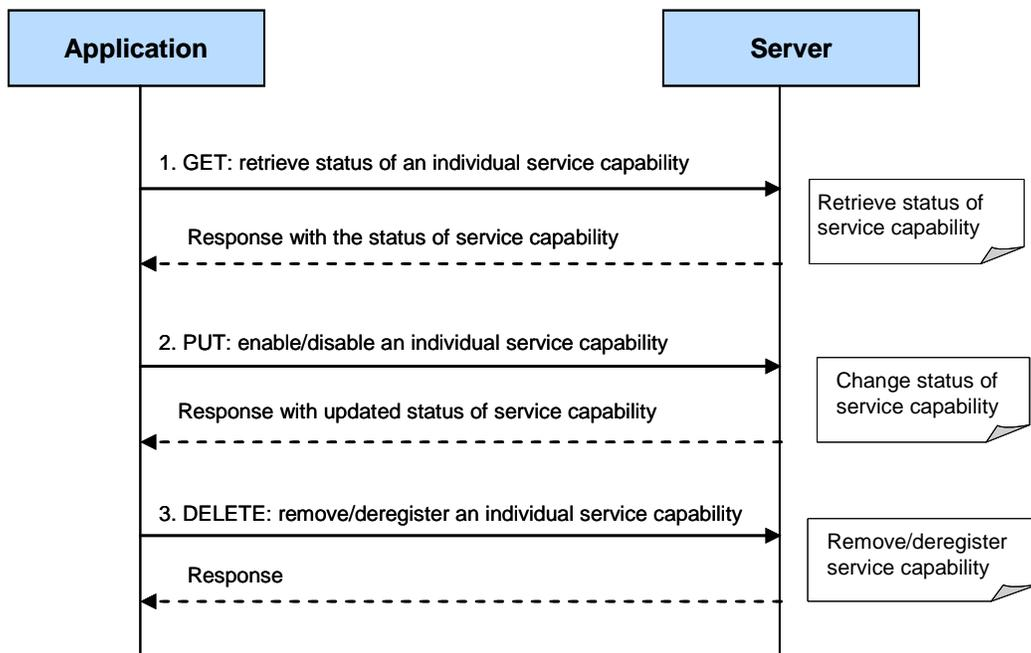 Application
Server
1. GET: retrieve status of an individual service capability
Retrieve status of
service capability
Response with the status of service capability
2. PUT: enable/disable an individual service capability
Change status of
service capability
Response with updated status of service capability
3. DELETE: remove/deregister an individual service capability
Remove/deregister
service capability
Response